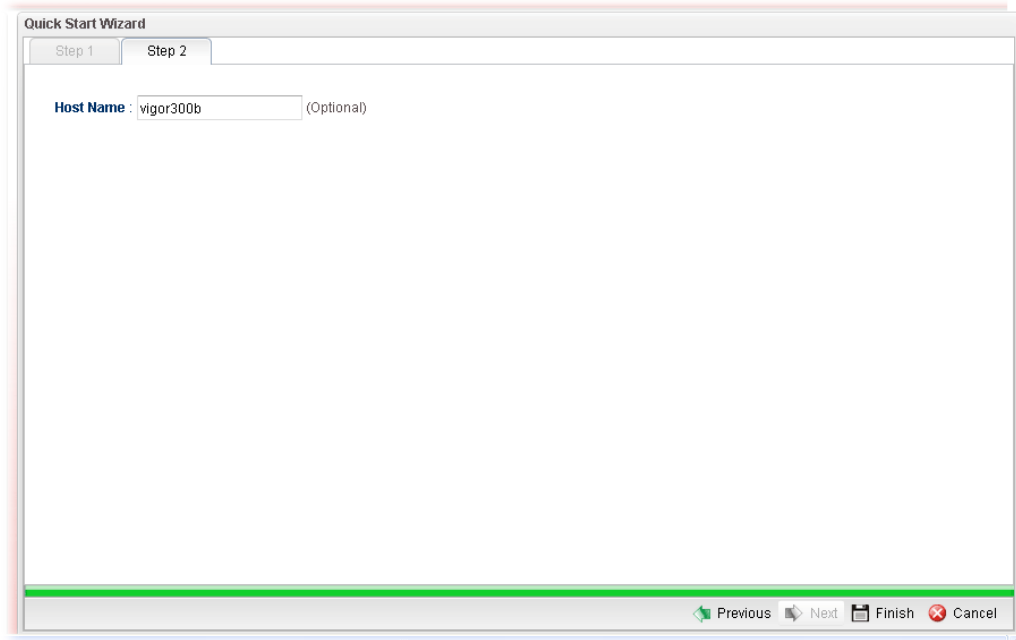 Quick Start Wizard
Step 1 Step 2
Host Name : vigor300b (Optional)
Previous Next Finish Cancel